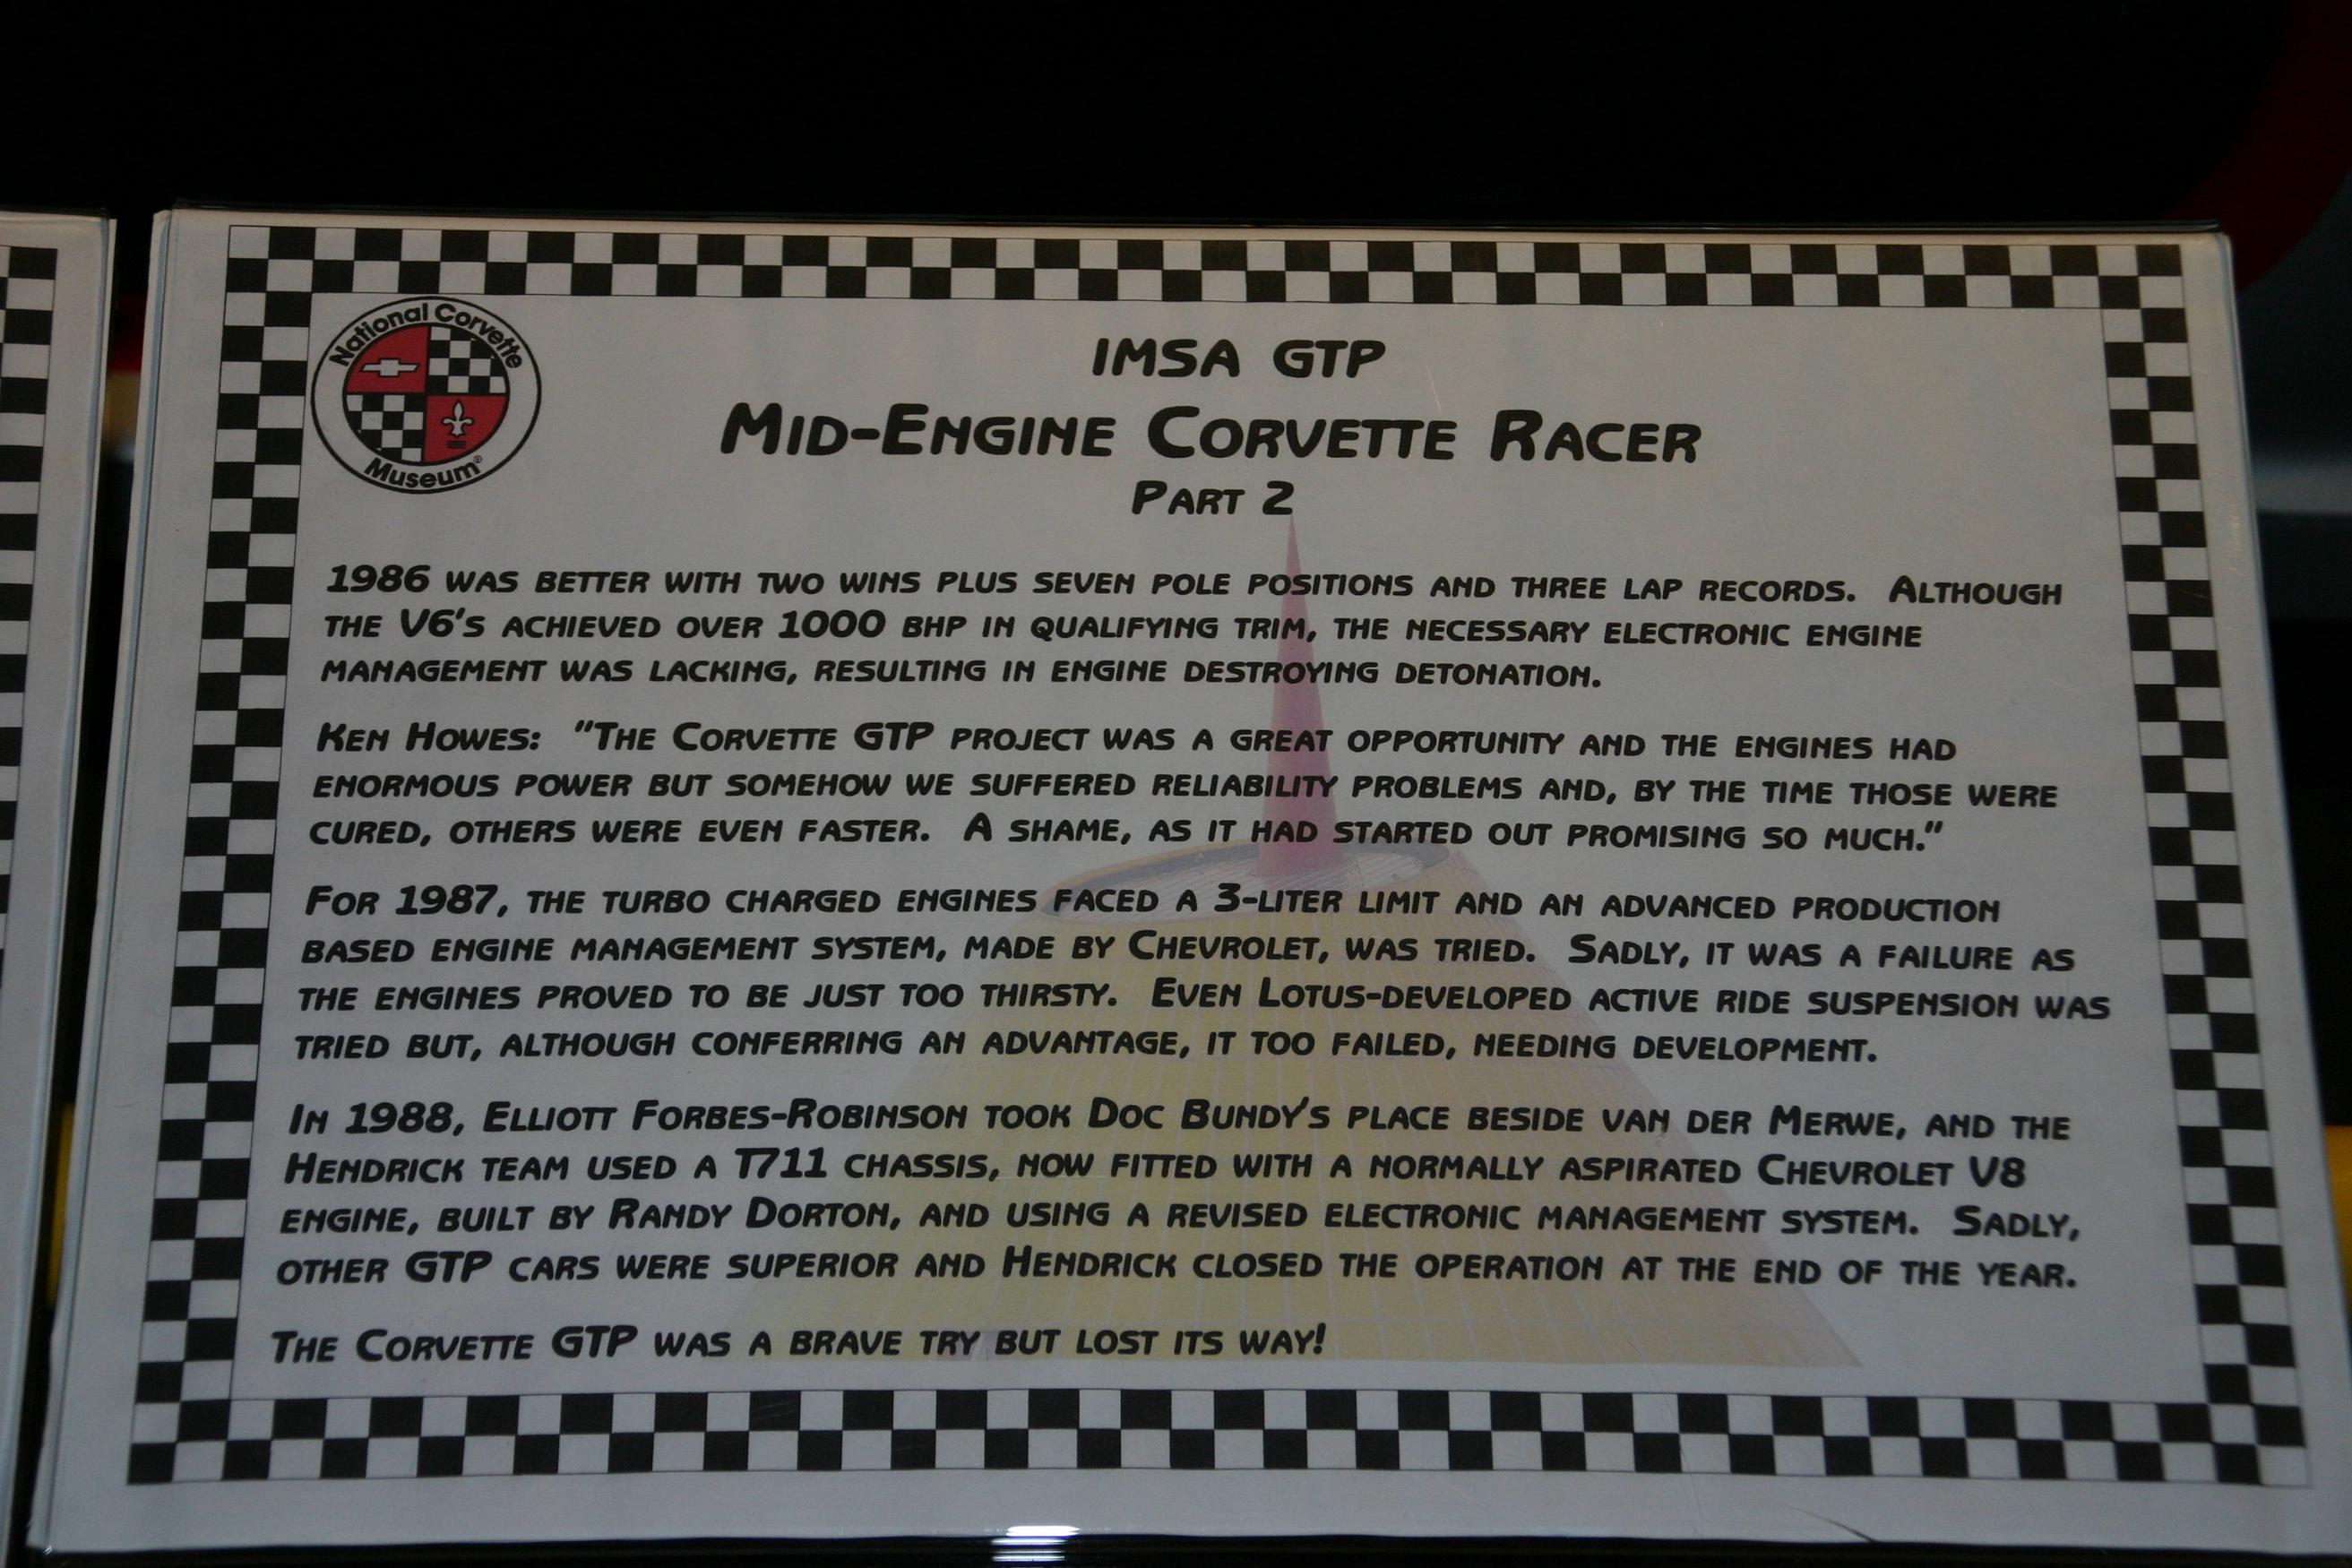 National Corvette
Museum®
IMSA GTP
Mid-Engine Corvette Racer
Part 2
1986 was better with two wins plus seven pole positions and three lap records. Although
the V6's achieved over 1000 bhp in qualifying trim, the necessary electronic engine
management was lacking, resulting in engine destroying detonation.
Ken Howes: "The Corvette GTP project was a great opportunity and the engines had
enormous power but somehow we suffered reliability problems and, by the time those were
cured, others were even faster. A shame, as it had started out promising so much."
For 1987, the turbo charged engines faced a 3-liter limit and an advanced production
based engine management system, made by Chevrolet, was tried. Sadly, it was a failure as
the engines proved to be just too thirsty. Even Lotus-developed active ride suspension was
tried but, although conferring an advantage, it too failed, needing development.
In 1988, Elliott Forbes-Robinson took Doc Bundy's place beside van der Merwe, and the
Hendrick team used a T711 chassis, now fitted with a normally aspirated Chevrolet V8
engine, built by Randy Dorton, and using a revised electronic management system. Sadly,
other GTP cars were superior and Hendrick closed the operation at the end of the year.
The Corvette GTP was a brave try but lost its way!